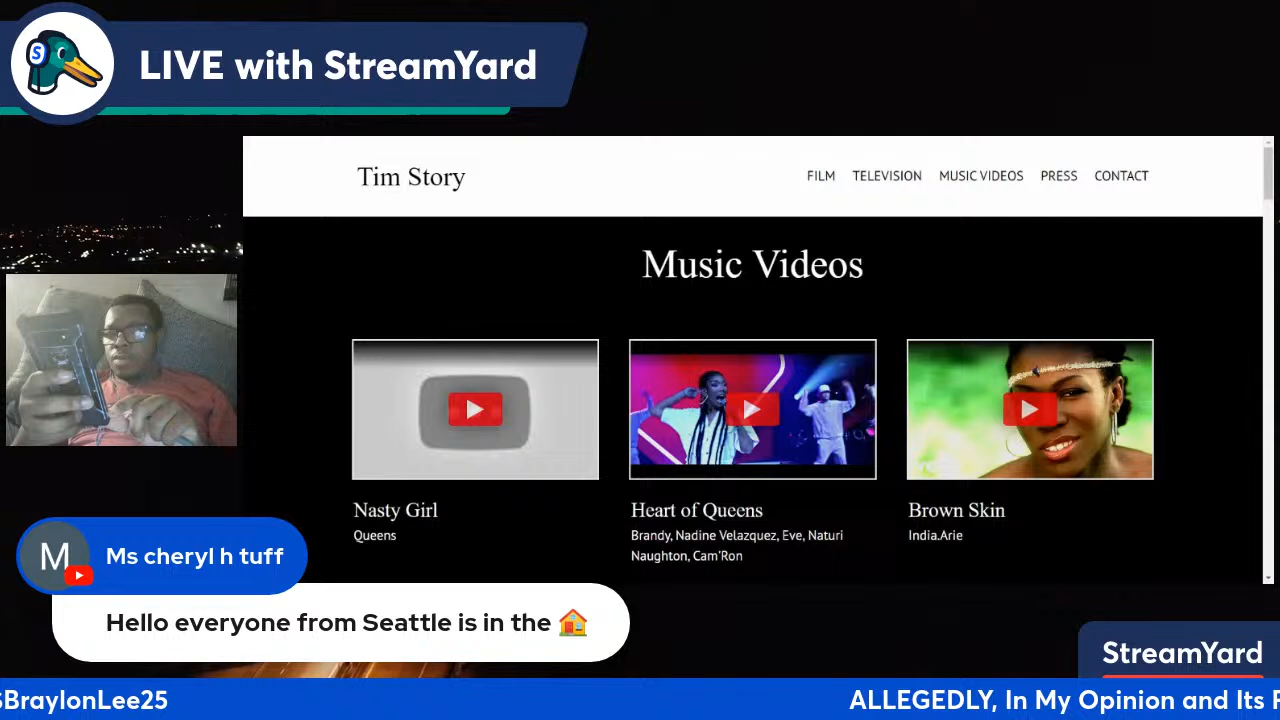 S
LIVE with StreamYard
Tim Story
FILM TELEVISION MUSIC VIDEOS PRESS CONTACT
Music Videos
Nasty Girl
Queens
Heart of Queens
Brandy, Nadine Velazquez, Eve, Naturi
Naughton, Cam'Ron
Brown Skin
India.Arie
M
Ms cheryl h tuff
Hello everyone from Seattle is in the 🏠
StreamYard
$BraylonLee25
ALLEGEDLY, In My Opinion and Its